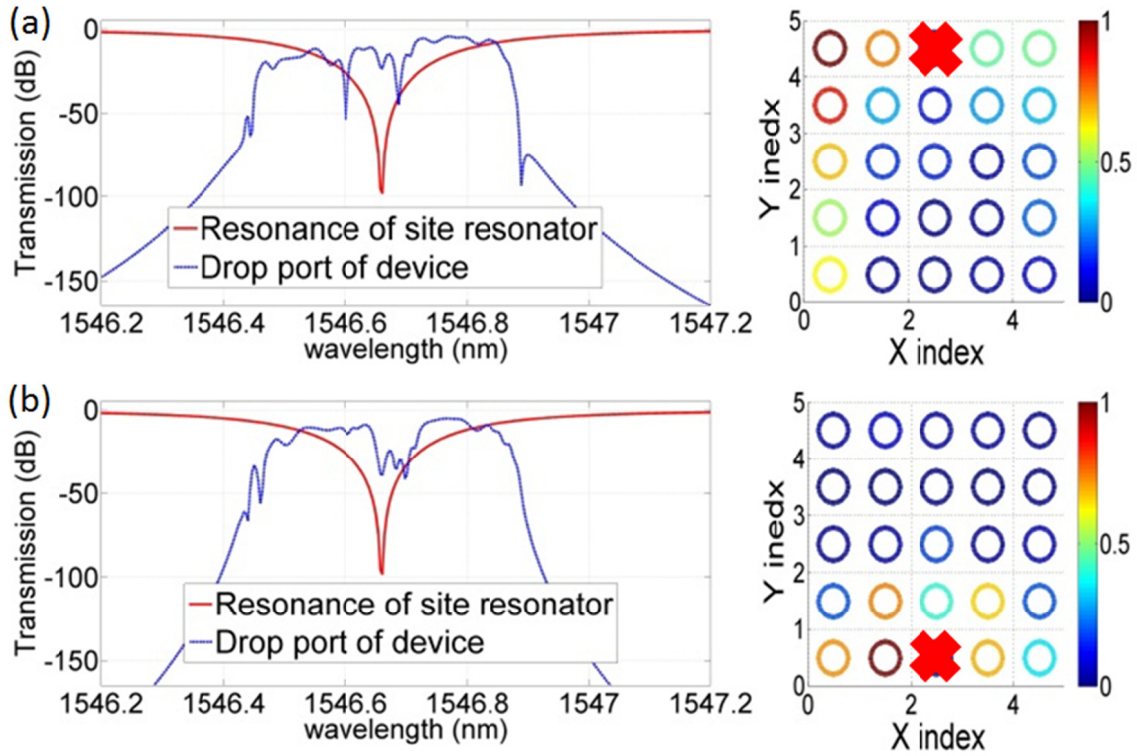 (a)
0
-50
-100
-150
Transmission (dB)
Resonance of site resonator
Drop port of device
1546.2 1546.4 1546.6 1546.8 1547 1547.2
wavelength (nm)
5
4
3
2
1
0
Y inedx
2 4
X index
1
0.5
0
(b)
0
-50
-100
-150
Transmission (dB)
Resonance of site resonator
Drop port of device
1546.2 1546.4 1546.6 1546.8 1547 1547.2
wavelength (nm)
5
4
3
2
1
0
Y inedx
0 2 4
X index
1
0.5
0